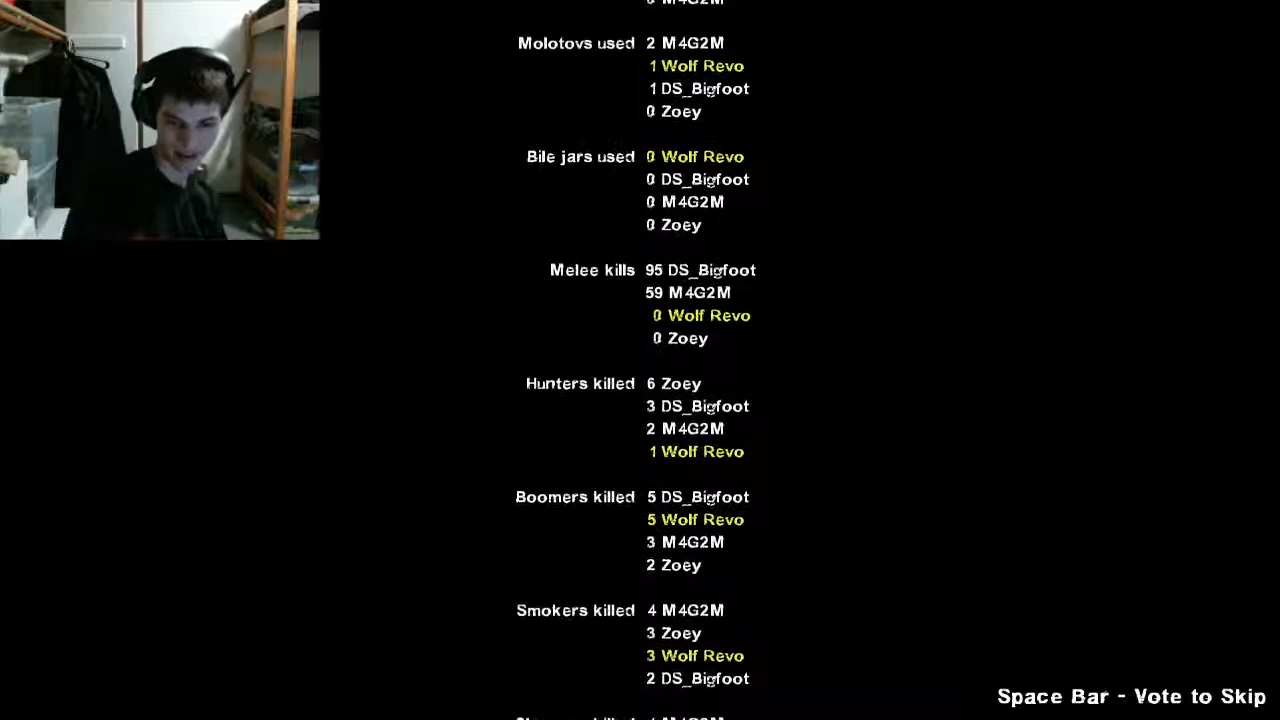 0 M4G2M
Molotovs used 2 M4G2M
1 Wolf Revo
1 DS_Bigfoot
0 Zoey
Bile jars used 0 Wolf Revo
0 DS_Bigfoot
0 M4G2M
0 Zoey
Melee kills 95 DS_Bigfoot
59 M4G2M
0 Wolf Revo
0 Zoey
Hunters killed 6 Zoey
3 DS_Bigfoot
2 M4G2M
1 Wolf Revo
Boomers killed 5 DS_Bigfoot
5 Wolf Revo
3 M4G2M
2 Zoey
Smokers killed 4 M4G2M
3 Zoey
3 Wolf Revo
2 DS_Bigfoot
Space Bar - Vote to Skip